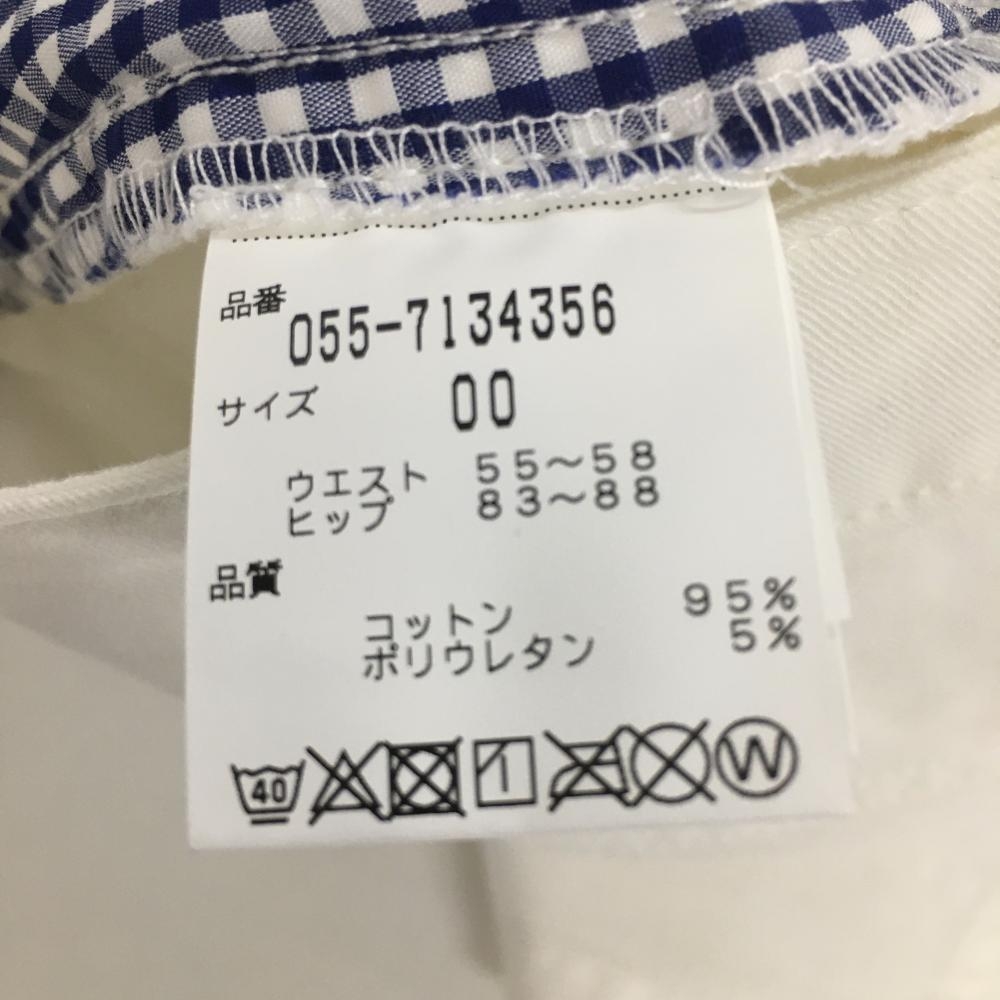 品番 055-7134356
サイズ 00
ウエスト 55～58
ヒップ 83～88
品質
コットン 95%
ポリウレタン 5%
40 W